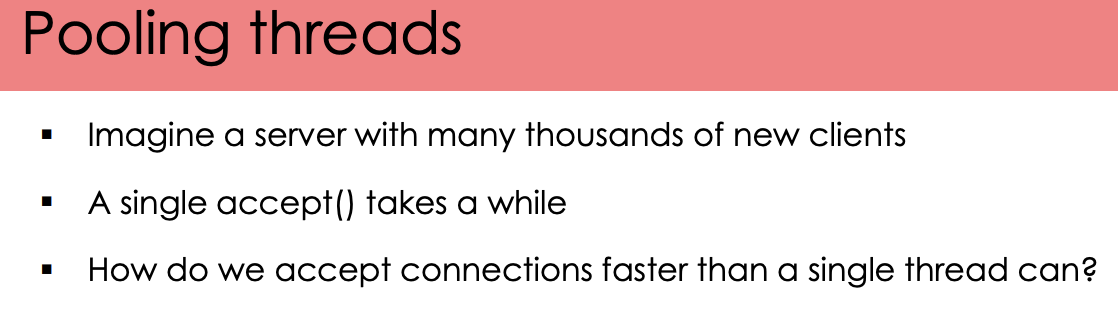 Pooling threads
▪ Imagine a server with many thousands of new clients
▪ A single accept() takes a while
▪ How do we accept connections faster than a single thread can?